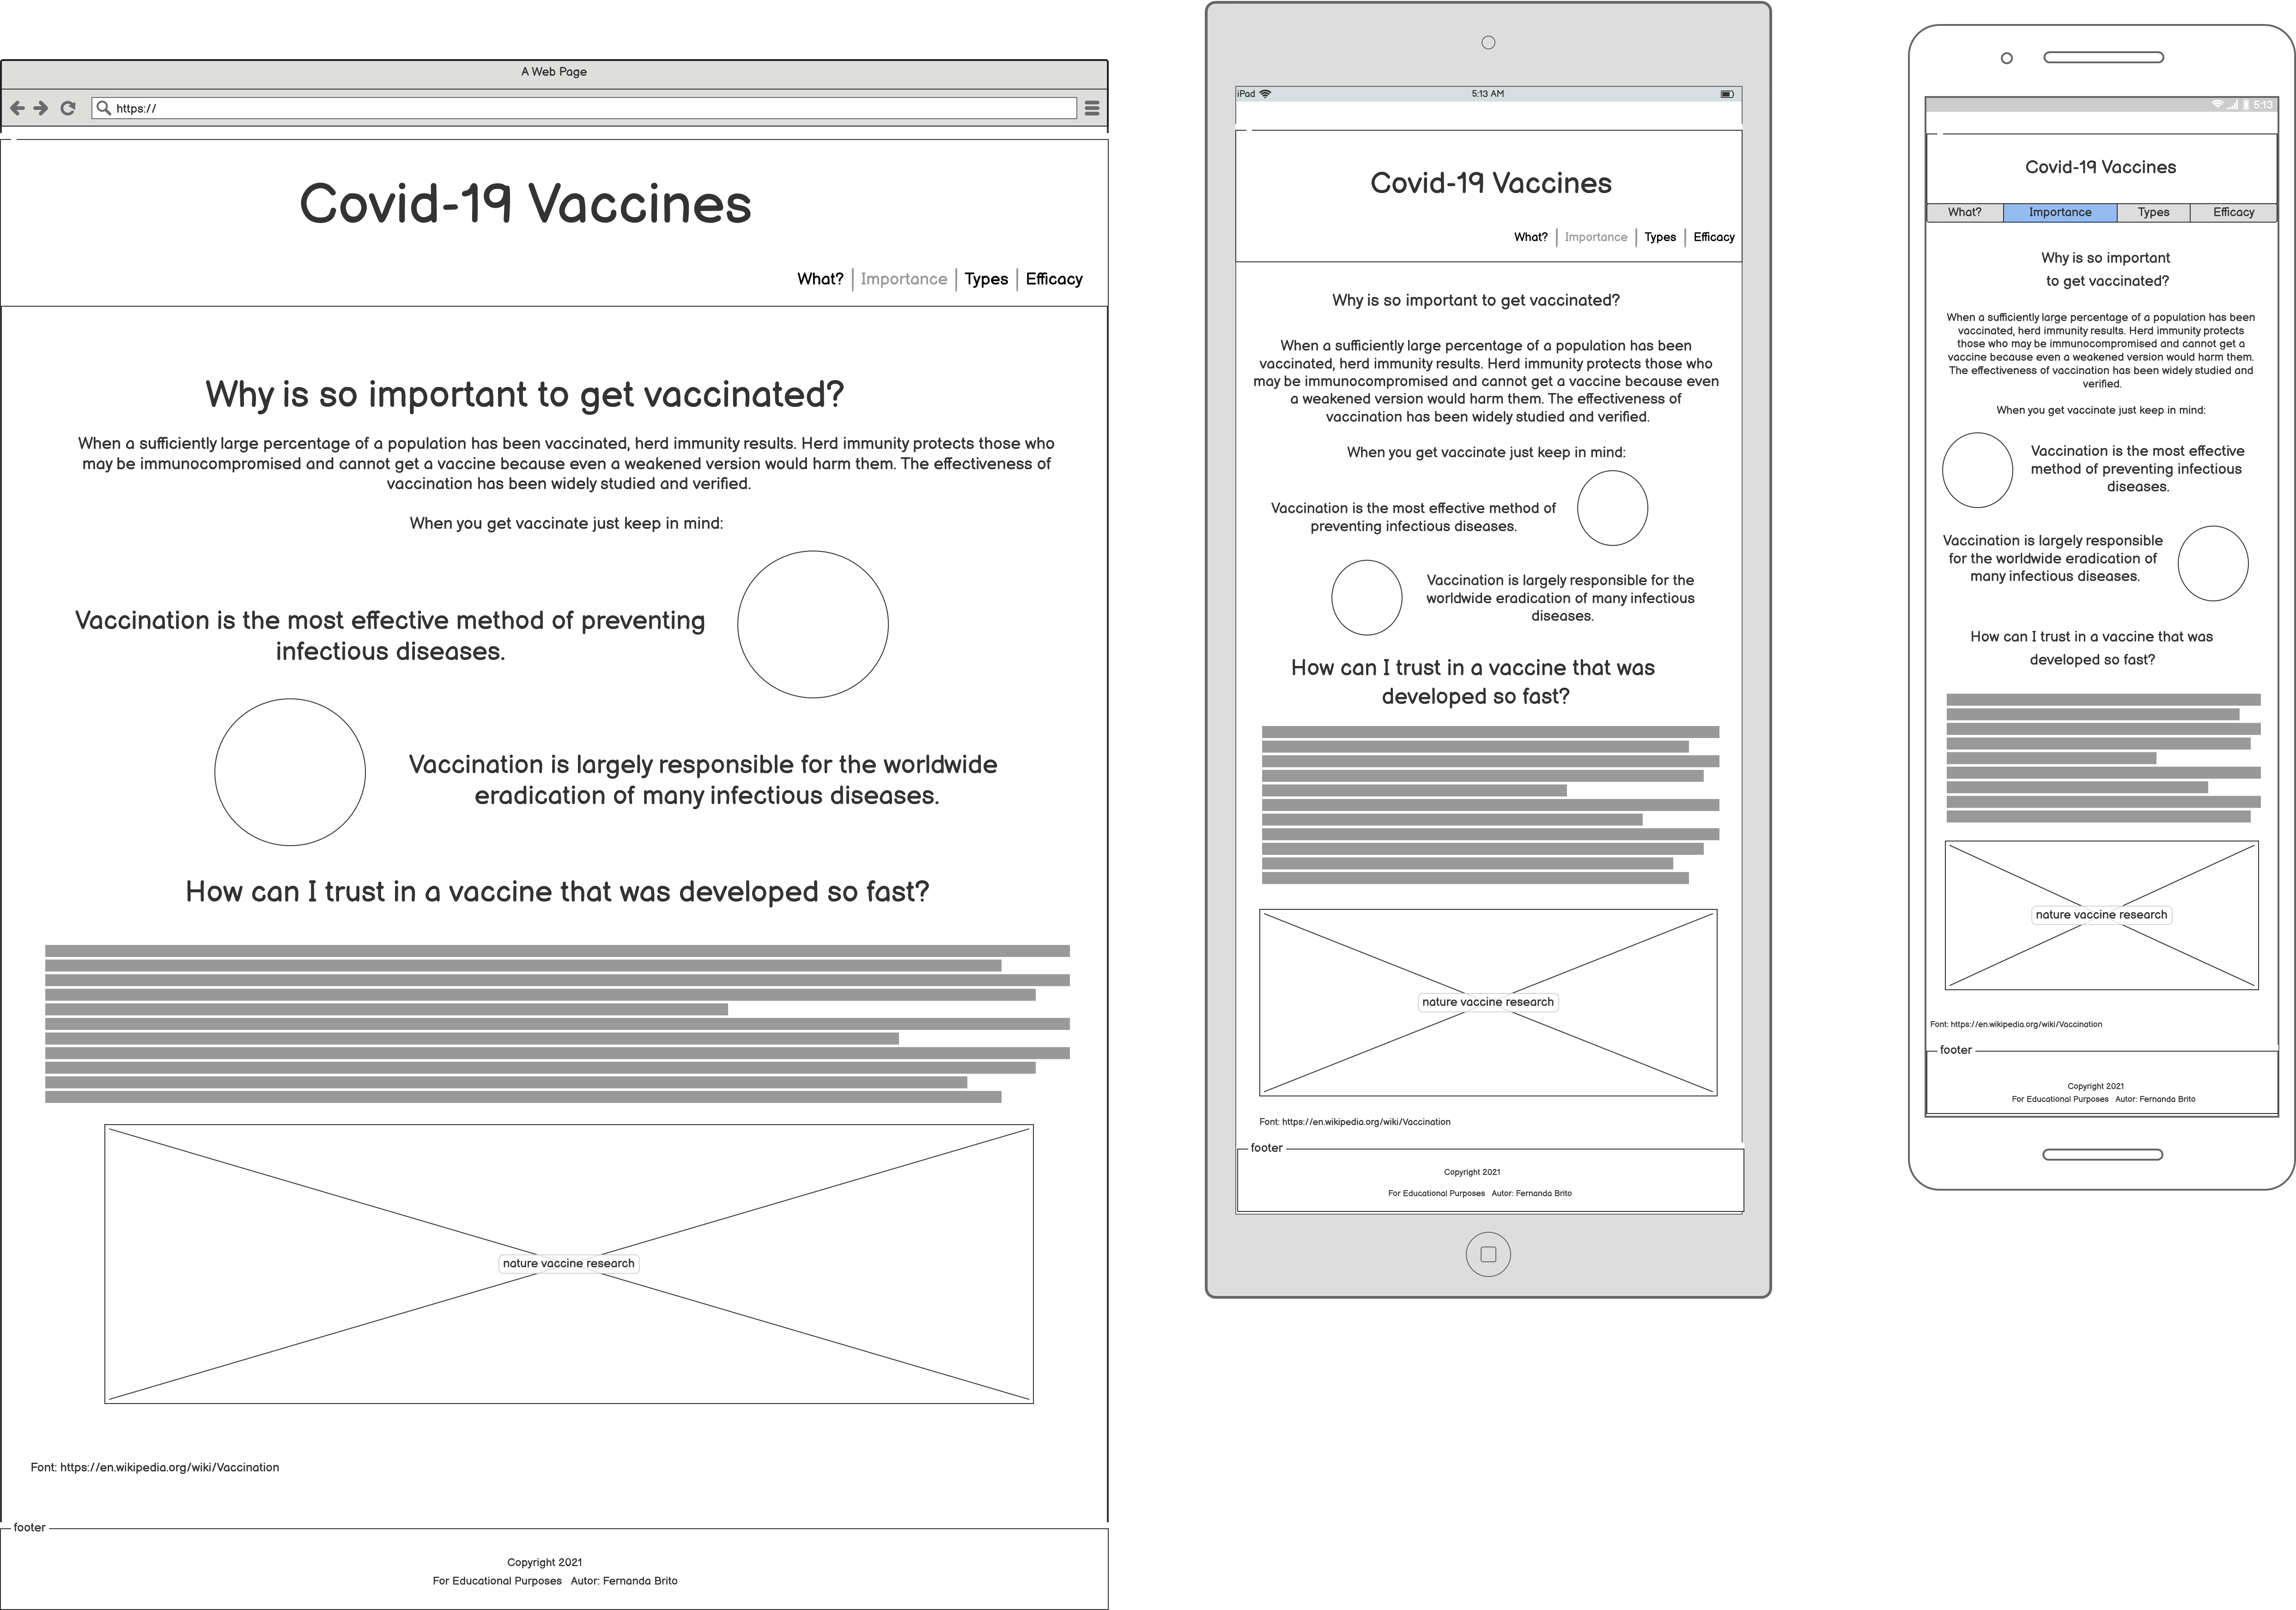 A Web Page
https://
Covid-19 Vaccines
What? Importance Types Efficacy
Why is so important to get vaccinated?
When a sufficiently large percentage of a population has been vaccinated, herd immunity results. Herd immunity protects those who
may be immunocompromised and cannot get a vaccine because even a weakened version would harm them. The effectiveness of
vaccination has been widely studied and verified.
When you get vaccinate just keep in mind:
Vaccination is the most effective method of preventing
infectious diseases.
Vaccination is largely responsible for the worldwide
eradication of many infectious diseases.
How can I trust in a vaccine that was developed so fast?
nature vaccine research
Font: https://en.wikipedia.org/wiki/Vaccination
footer
Copyright 2021
For Educational Purposes Autor: Fernanda Brito
iPad 5:13 AM
Covid-19 Vaccines
What? Importance Types Efficacy
Why is so important to get vaccinated?
When a sufficiently large percentage of a population has been
vaccinated, herd immunity results. Herd immunity protects those who
may be immunocompromised and cannot get a vaccine because even
a weakened version would harm them. The effectiveness of
vaccination has been widely studied and verified.
When you get vaccinate just keep in mind:
Vaccination is the most effective method of
preventing infectious diseases.
Vaccination is largely responsible for the
worldwide eradication of many infectious
diseases.
How can I trust in a vaccine that was
developed so fast?
nature vaccine research
Font: https://en.wikipedia.org/wiki/Vaccination
footer
Copyright 2021
For Educational Purposes Autor: Fernanda Brito
5:13
Covid-19 Vaccines
What? Importance Types Efficacy
Why is so important
to get vaccinated?
When a sufficiently large percentage of a population has been
vaccinated, herd immunity results. Herd immunity protects
those who may be immunocompromised and cannot get a
vaccine because even a weakened version would harm them.
The effectiveness of vaccination has been widely studied and
verified.
When you get vaccinate just keep in mind:
Vaccination is the most effective
method of preventing infectious
diseases.
Vaccination is largely responsible
for the worldwide eradication of
many infectious diseases.
How can I trust in a vaccine that was
developed so fast?
nature vaccine research
Font: https://en.wikipedia.org/wiki/Vaccination
footer
Copyright 2021
For Educational Purposes Autor: Fernanda Brito